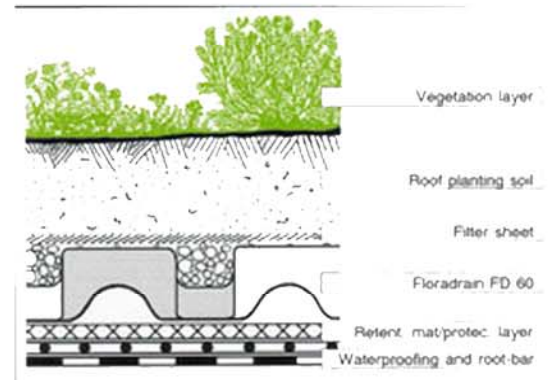 Vegetation layer
Roof planting soil
Filter sheet
Floradrain FD 60
Retent. mat/protec. layer
Waterproofing and root-bar